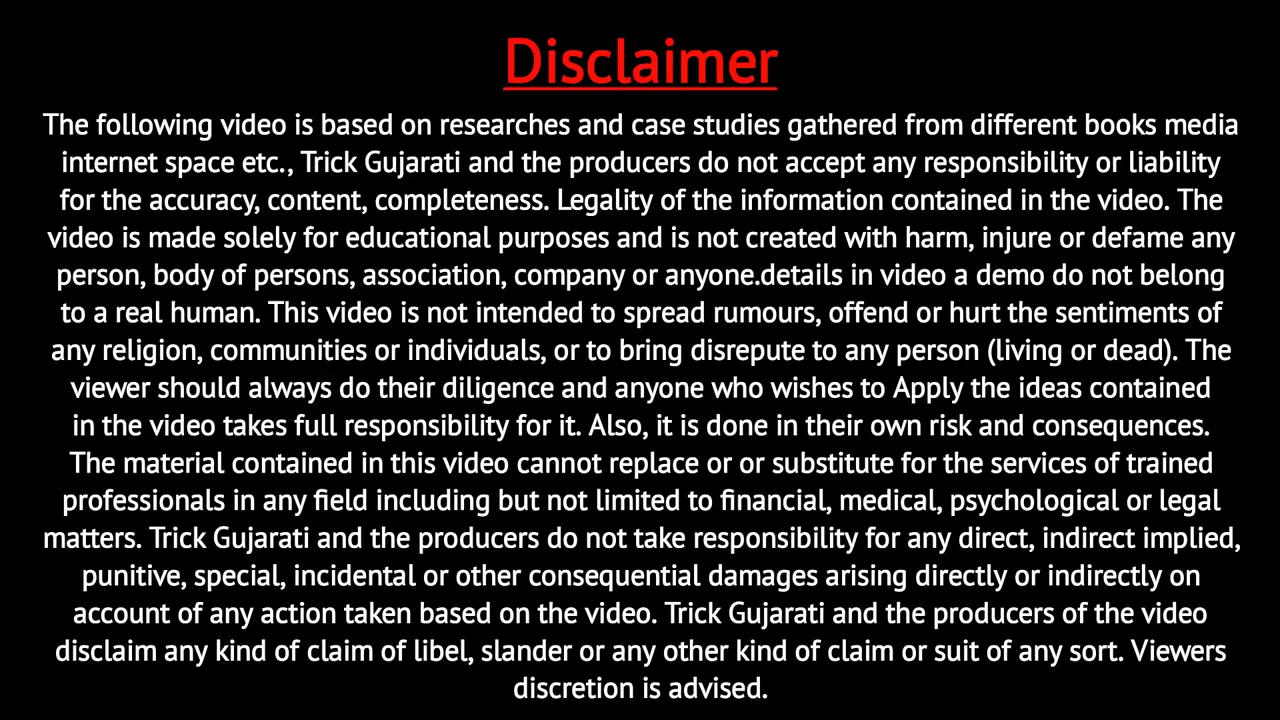 Disclaimer
The following video is based on researches and case studies gathered from different books media
internet space etc., Trick Gujarati and the producers do not accept any responsibility or liability
for the accuracy, content, completeness. Legality of the information contained in the video. The
video is made solely for educational purposes and is not created with harm, injure or defame any
person, body of persons, association, company or anyone.details in video a demo do not belong
to a real human. This video is not intended to spread rumours, offend or hurt the sentiments of
any religion, communities or individuals, or to bring disrepute to any person (living or dead). The
viewer should always do their diligence and anyone who wishes to Apply the ideas contained
in the video takes full responsibility for it. Also, it is done in their own risk and consequences.
The material contained in this video cannot replace or or substitute for the services of trained
professionals in any field including but not limited to financial, medical, psychological or legal
matters. Trick Gujarati and the producers do not take responsibility for any direct, indirect implied,
punitive, special, incidental or other consequential damages arising directly or indirectly on
account of any action taken based on the video. Trick Gujarati and the producers of the video
disclaim any kind of claim of libel, slander or any other kind of claim or suit of any sort. Viewers
discretion is advised.